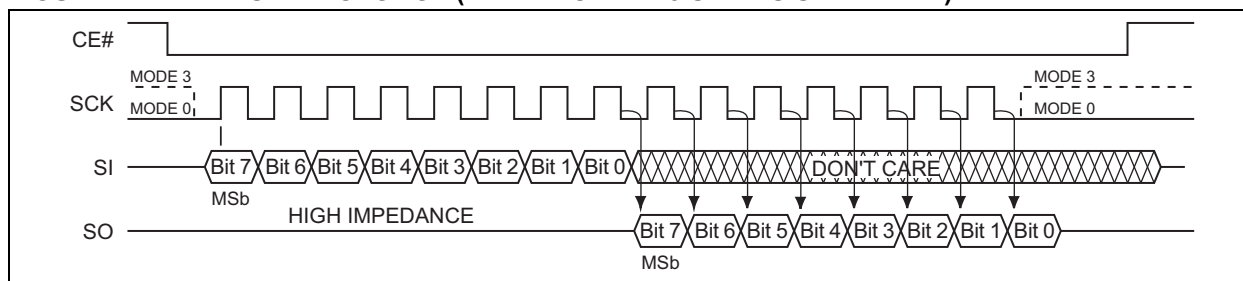 CE#
MODE 3
MODE 3
SCK
MODE 0
MODE 0
SI
Bit 7 Bit 6 Bit 5 Bit 4 Bit 3 Bit 2 Bit 1 Bit 0
DON'T CARE
MSb
HIGH IMPEDANCE
SO
Bit 7 Bit 6 Bit 5 Bit 4 Bit 3 Bit 2 Bit 1 Bit 0
MSb